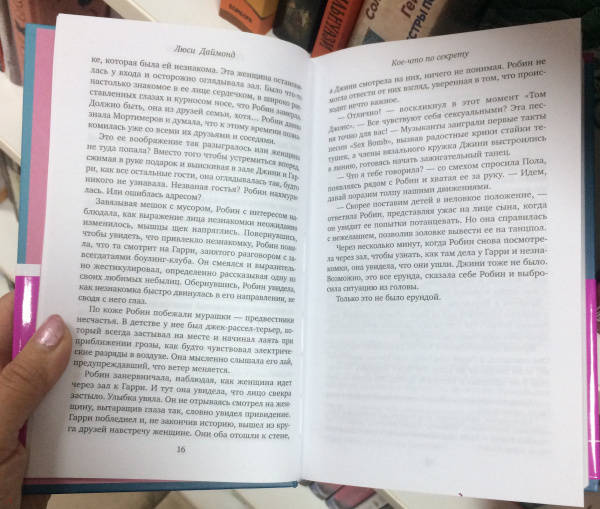 Люси Даймонд
ке, которая была ей незнакома. Эта женщина останови-
лась у входа и осторожно оглядывала зал. Было что-то
настолько знакомое в ее лице сердечком, в широко рас-
ставленных глазах и курносом носе, что Робин замерла.
Должно быть, она из друзей семьи, хотя... Робин давно
знала Мортимеров и думала, что к этому времени позна-
комилась уже со всеми их друзьями и соседями.
Это ее воображение так разыгралось или женщина
не туда попала? Вместо того чтобы устремиться вперед,
сжимая в руке подарок и выискивая в зале Джини и Гар-
ри, как все остальные гости, она оглядывалась так, будто
никого не узнавала. Незваная гостья? Робин нахмури-
лась. Или ошиблась адресом?
Завязывая мешок с мусором, Робин с интересом на-
блюдала, как выражение лица незнакомки неожиданно
изменилось, мышцы щек напряглись. Повернувшись,
чтобы увидеть, что привлекло незнакомку, Робин поня-
ла, что та смотрит на Гарри, занятого разговором с за-
всегдатаями боулинг-клуба. Он смеялся и выразитель-
но жестикулировал, определенно рассказывая одну из
своих любимых небылиц. Обернувшись, Робин увидела,
как незнакомка быстро двинулась в его направлении, не
сводя с него глаз.
По коже Робин побежали мурашки — предвестники
несчастья. В детстве у нее был джек-рассел-терьер, ко-
торый всегда застывал на месте и начинал лаять при
приближении грозы, как будто чувствовал электриче-
ские разряды в воздухе. Она мысленно слышала его лай,
предупреждавший, что ветер меняется.
Робин занервничала, наблюдая, как женщина идет
через зал к Гарри. И тут она увидела, что лицо свекра
застыло. Улыбка увяла. Он не отрываясь смотрел на жен-
щину, вытаращив глаза так, словно увидел привидение.
Гарри побледнел и, не закончив историю, вышел из кру-
га друзей навстречу женщине. Они оба отошли к стене,
16
Кое-что по секрету
а Джини смотрела на них, ничего не понимая. Робин не
могла отвести от них взгляд, уверенная в том, что проис-
ходит нечто важное.
— Отлично! — воскликнул в этот момент «Том
Джонс». — Все чувствуют себя сексуальными? Эта пес-
ня точно для вас! — Музыканты заиграли первые такты
песни «Sex Bomb», вызвав радостные крики стайки те-
тушек, а члены вязального кружка Джини выстроились
в линию, готовясь начать зажигательный танец.
— Что я тебе говорила? — со смехом спросила Пола,
появляясь рядом с Робин и хватая ее за руку. — Идем,
давай поразим толпу нашими движениями.
— Скорее поставим детей в неловкое положение, —
ответила Робин, представляя ужас на лице сына, когда
он увидит ее попытки потанцевать. Но она справилась
с нежеланием, позволив золовке вывести ее на танцпол.
Через несколько минут, когда Робин снова посмотре-
ла через зал, чтобы узнать, как там дела у Гарри и незна-
комки, она увидела, что они ушли. Джини тоже не было.
Возможно, это все ерунда, сказала себе Робин и выбро-
сила ситуацию из головы.
Только это не было ерундой.